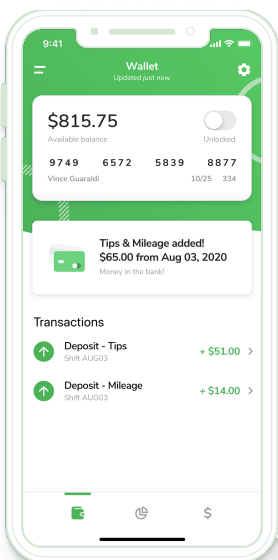 9:41
Wallet
Updated just now
$815.75
Available balance
Unlocked
9749 6572 5839 8877
Vince Guaraldi 10/25 334
Tips & Mileage added!
$65.00 from Aug 03, 2020
Money in the bank!
Transactions
Deposit - Tips
+ $51.00
Shift AUG03
Deposit - Mileage
+ $14.00
Shift AUG03
$